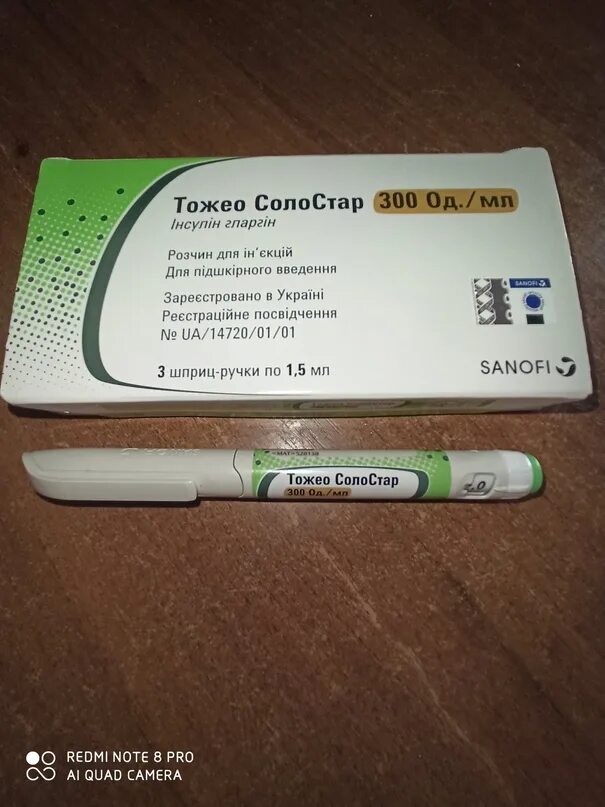 Тожео СолоСтар 300 Од./мл
Інсулін гларгін
Розчин для ін'єкцій
Для підшкірного введення
Зареєстровано в Україні
Реєстраційне посвідчення
№ UA/14720/01/01
3 шприц-ручки по 1,5 мл
SANOFI
SANOFI
Тожео СолоСтар
300 Од./мл
0
REDMI NOTE 8 PRO
AI QUAD CAMERA